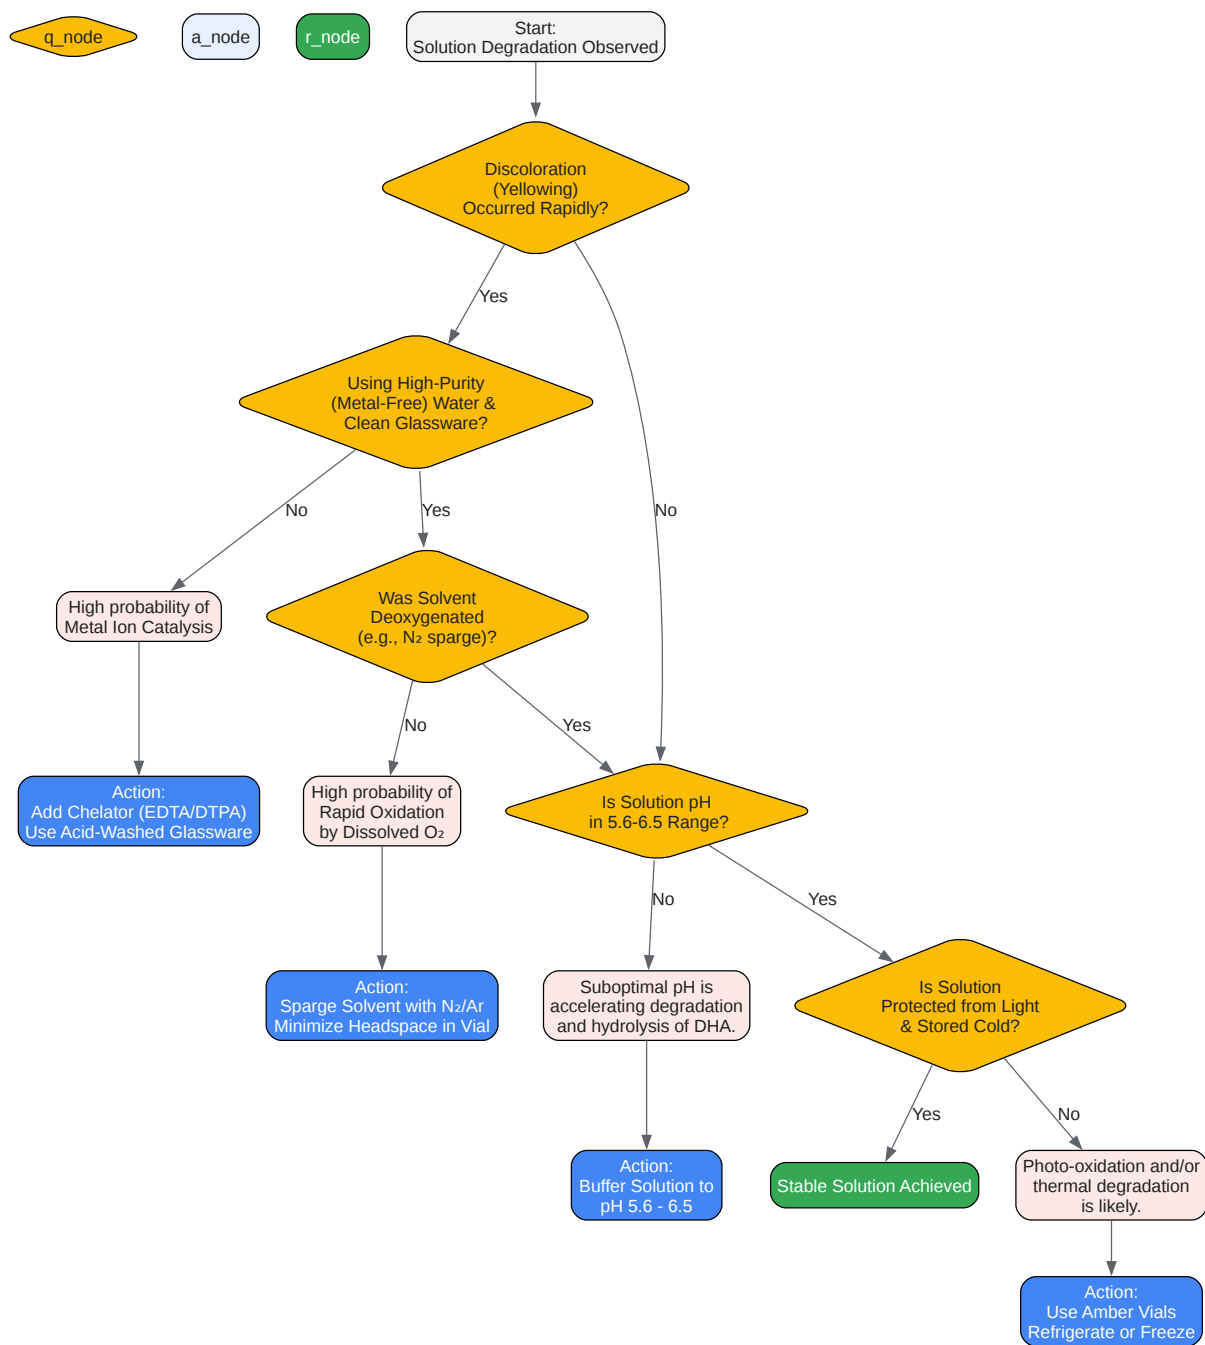 q_node
a_node
r_node
Start:
Solution Degradation Observed
Discoloration
(Yellowing)
Occurred Rapidly?
Yes
No
Using High-Purity
(Metal-Free) Water &
Clean Glassware?
No
Yes
High probability of
Metal Ion Catalysis
Was Solvent
Deoxygenated
(e.g., N₂ sparge)?
No
Yes
Action:
Add Chelator (EDTA/DTPA)
Use Acid-Washed Glassware
High probability of
Rapid Oxidation
by Dissolved O₂
Is Solution pH
in 5.6-6.5 Range?
No
Yes
Action:
Sparge Solvent with N₂/Ar
Minimize Headspace in Vial
Suboptimal pH is
accelerating degradation
and hydrolysis of DHA.
Is Solution
Protected from Light
& Stored Cold?
Yes
No
Action:
Buffer Solution to
pH 5.6 - 6.5
Stable Solution Achieved
Photo-oxidation and/or
thermal degradation
is likely.
Action:
Use Amber Vials
Refrigerate or Freeze